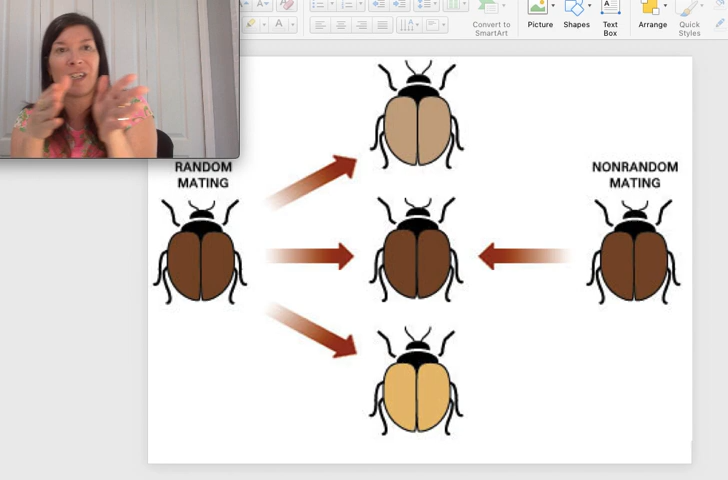 Convert to
SmartArt
Picture
Shapes
Text
Box
Arrange
Quick
Styles
RANDOM
MATING
NONRANDOM
MATING